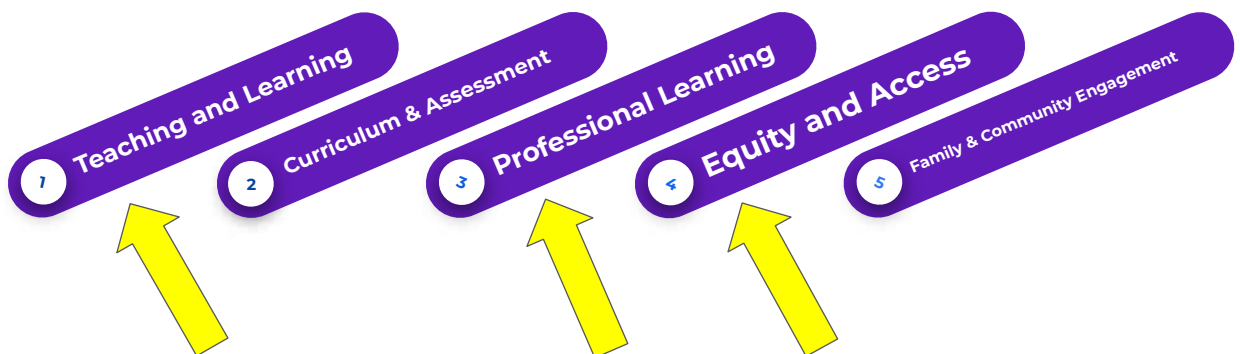 1 Teaching and Learning
2 Curriculum & Assessment
3 Professional Learning
4 Equity and Access
5 Family & Community Engagement